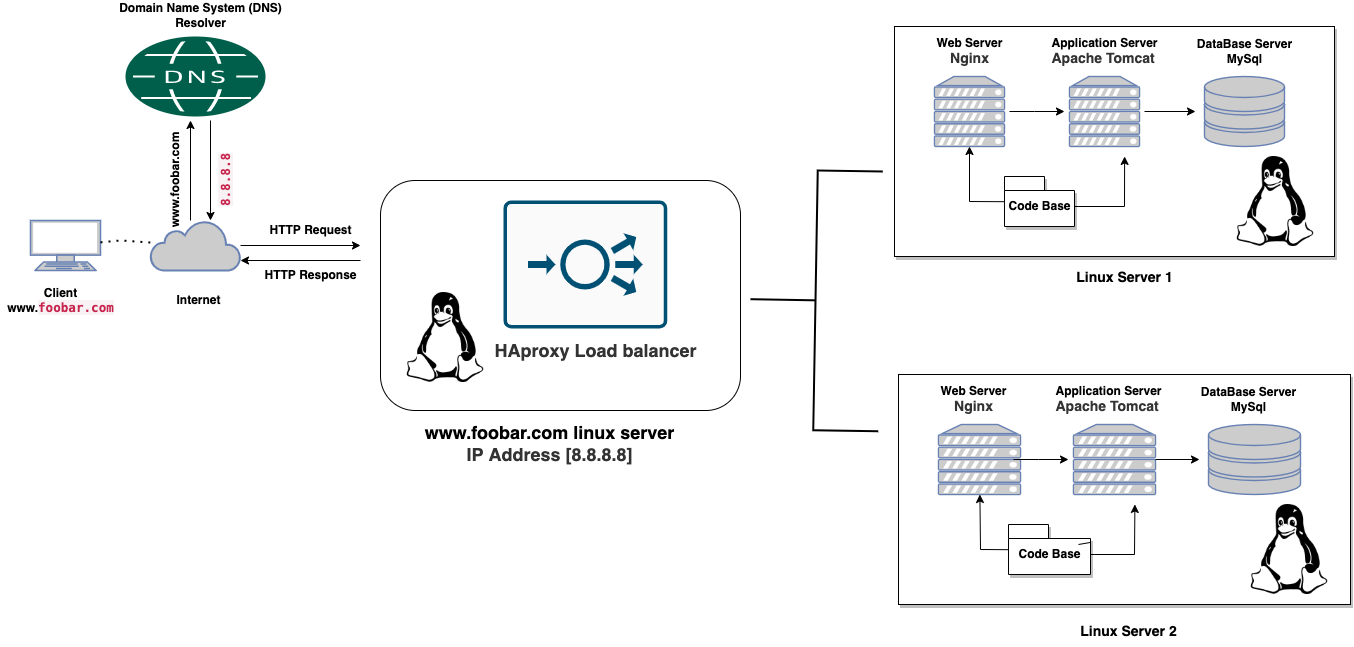 Domain Name System (DNS)
Resolver
DNS
www.foobar.com
8.8.8.8
HTTP Request
HTTP Response
Client
www.foobar.com
Internet
HAproxy Load balancer
www.foobar.com linux server
IP Address [8.8.8.8]
Web Server
Nginx
Application Server
Apache Tomcat
DataBase Server
MySql
Code Base
Linux Server 1
Web Server
Nginx
Application Server
Apache Tomcat
DataBase Server
MySql
Code Base
Linux Server 2